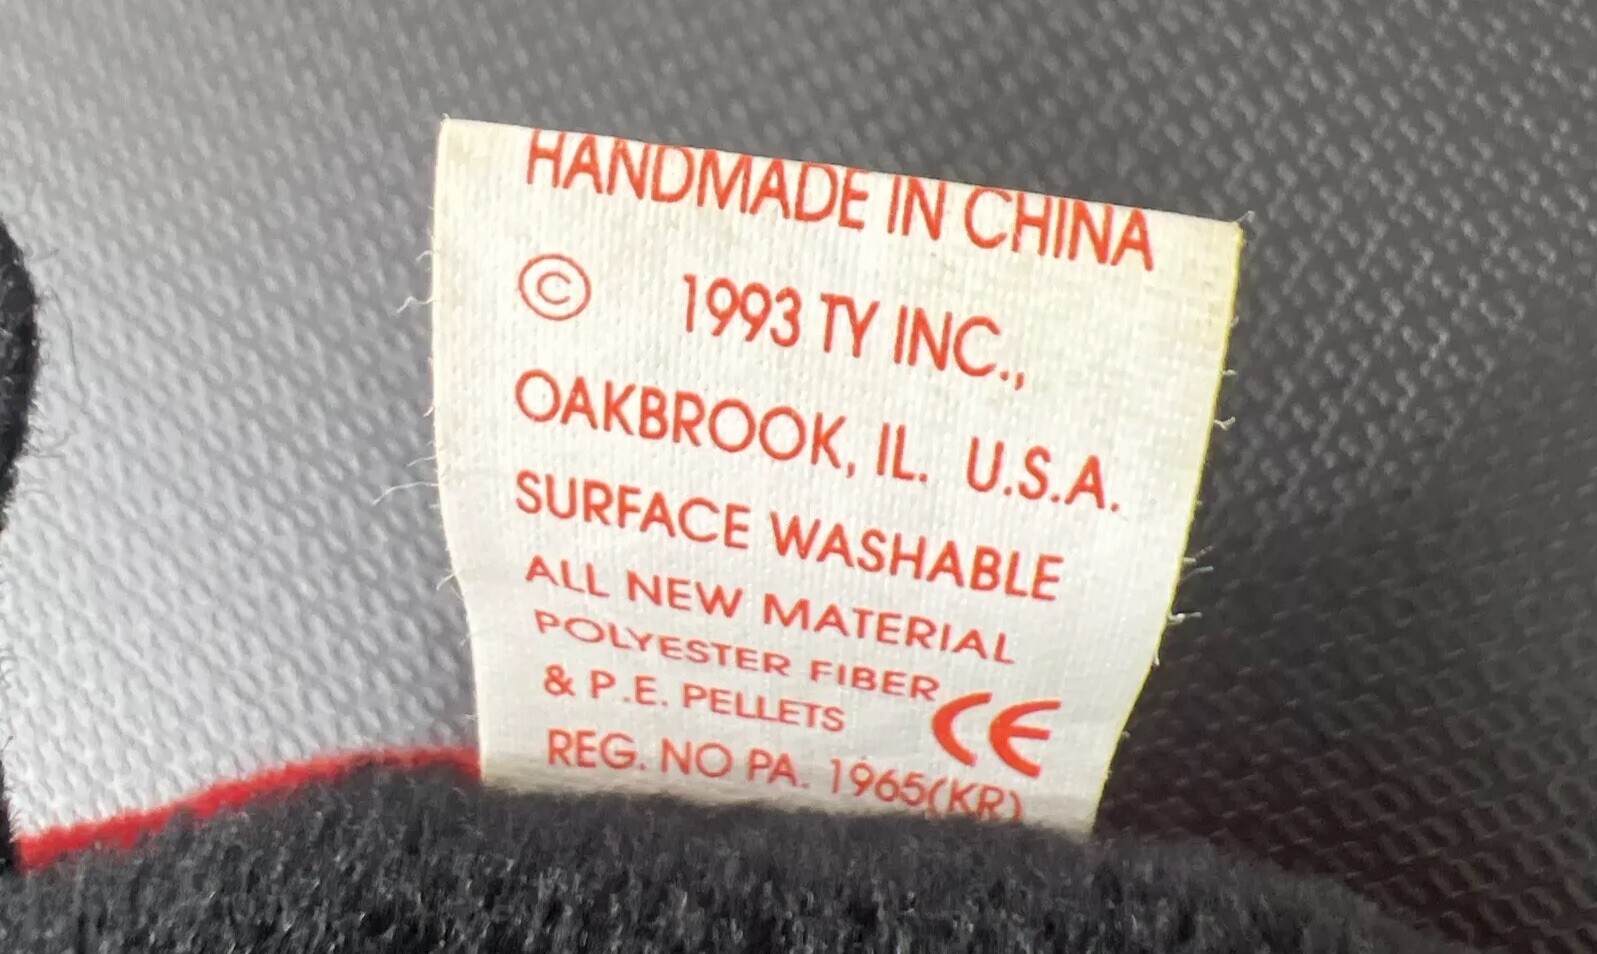 HANDMADE IN CHINA
© 1993 TY INC.,
OAKBROOK, IL. U.S.A.
SURFACE WASHABLE
ALL NEW MATERIAL
POLYESTER FIBER
& P.E. PELLETS CE
REG. NO PA. 1965(KR)